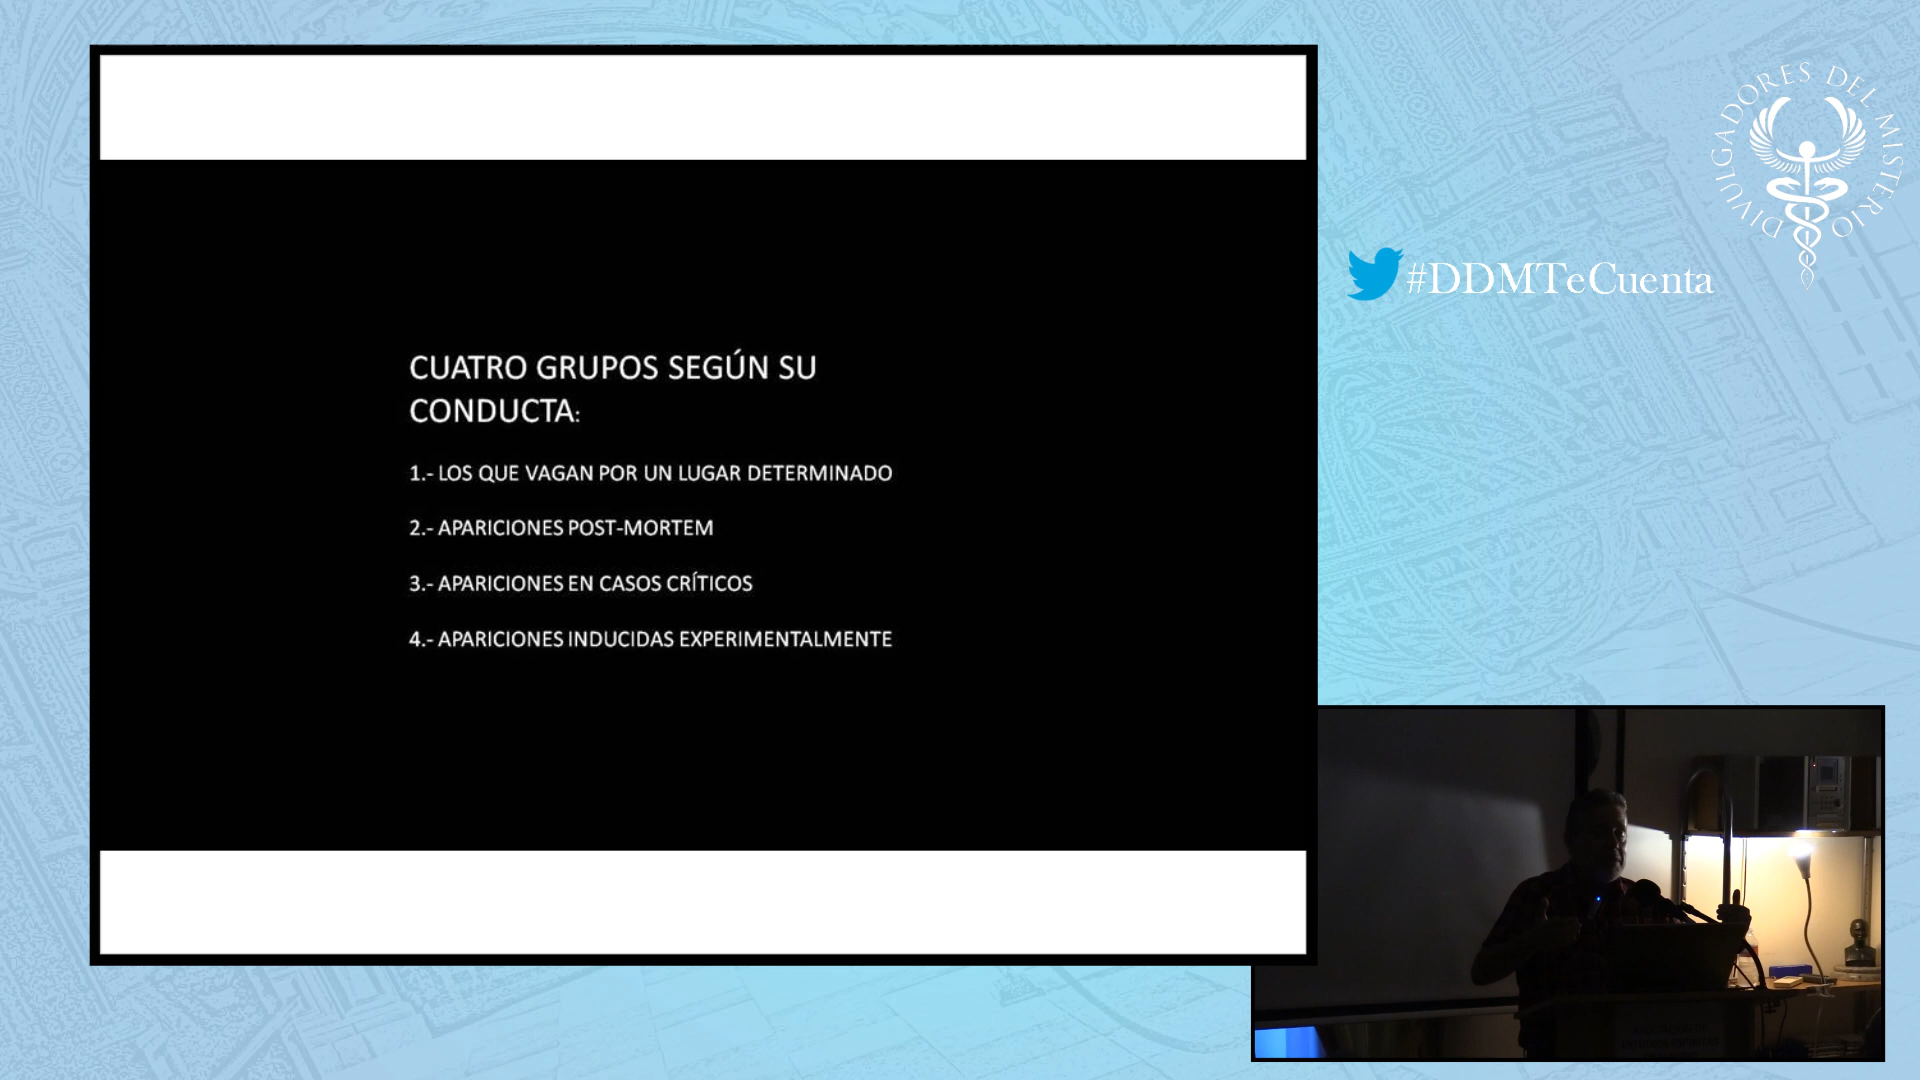 CUATRO GRUPOS SEGÚN SU
CONDUCTA:
1.- LOS QUE VAGAN POR UN LUGAR DETERMINADO
2.- APARICIONES POST-MORTEM
3.- APARICIONES EN CASOS CRÍTICOS
4.- APARICIONES INDUCIDAS EXPERIMENTALMENTE
DIVULGADORES DEL MISTERIO
#DDMTeCuenta